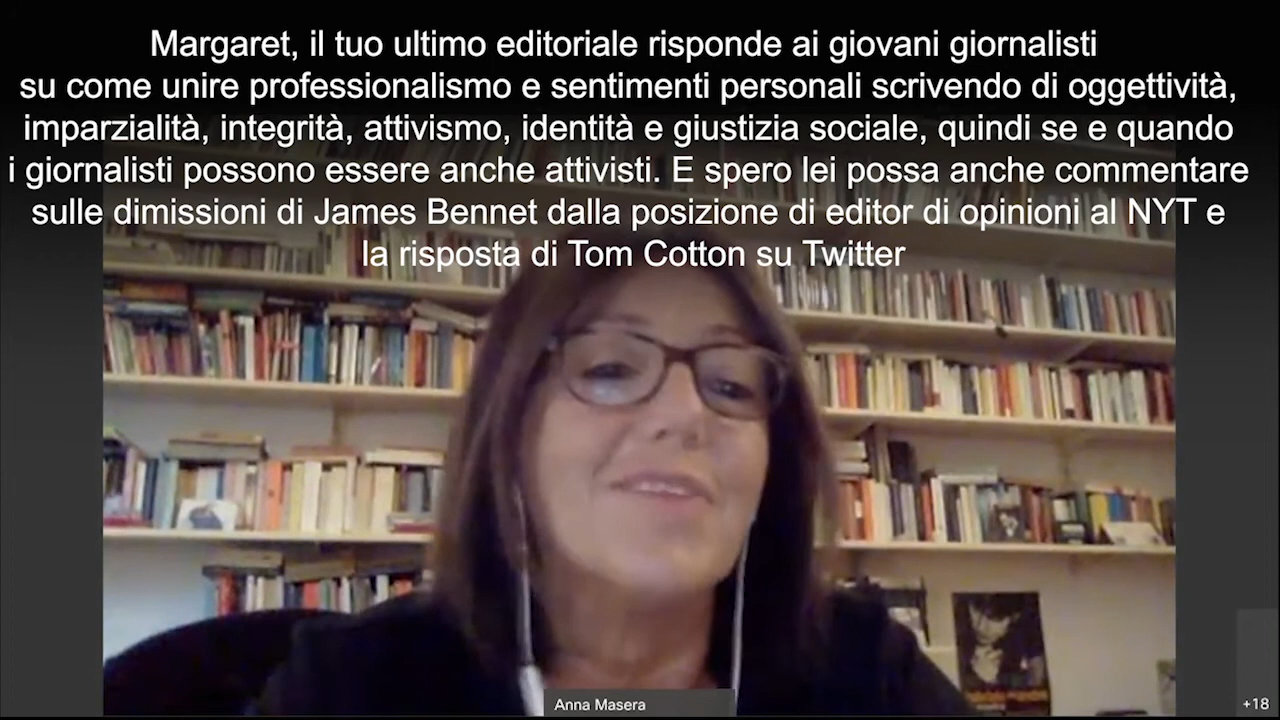 Margaret, il tuo ultimo editoriale risponde ai giovani giornalisti
su come unire professionalismo e sentimenti personali scrivendo di oggettività,
imparzialità, integrità, attivismo, identità e giustizia sociale, quindi se e quando
i giornalisti possono essere anche attivisti. E spero lei possa anche commentare
sulle dimissioni di James Bennet dalla posizione di editor di opinioni al NYT e
la risposta di Tom Cotton su Twitter
Anna Masera
+18